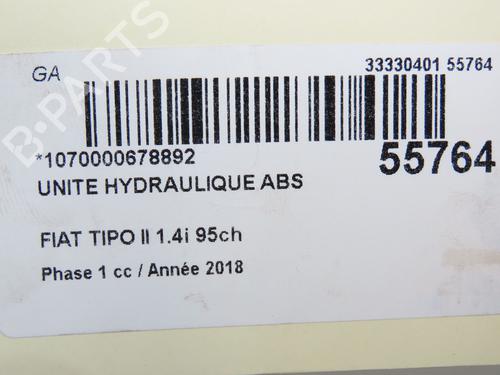 GA
33330401 55764
*1070000678892
55764
UNITE HYDRAULIQUE ABS
FIAT TIPO II 1.4i 95ch
Phase 1 cc / Année 2018
B-PARTS